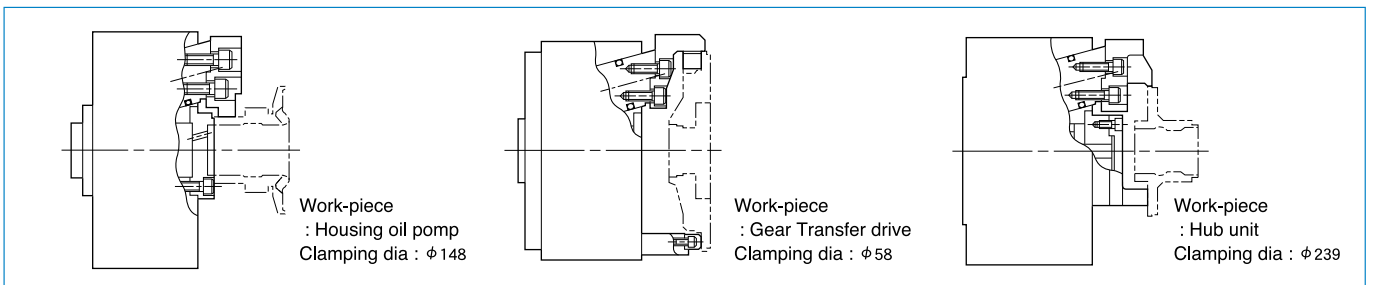 Work-piece
: Housing oil pomp
Clamping dia : φ148
Work-piece
: Gear Transfer drive
Clamping dia : φ58
Work-piece
: Hub unit
Clamping dia : φ239